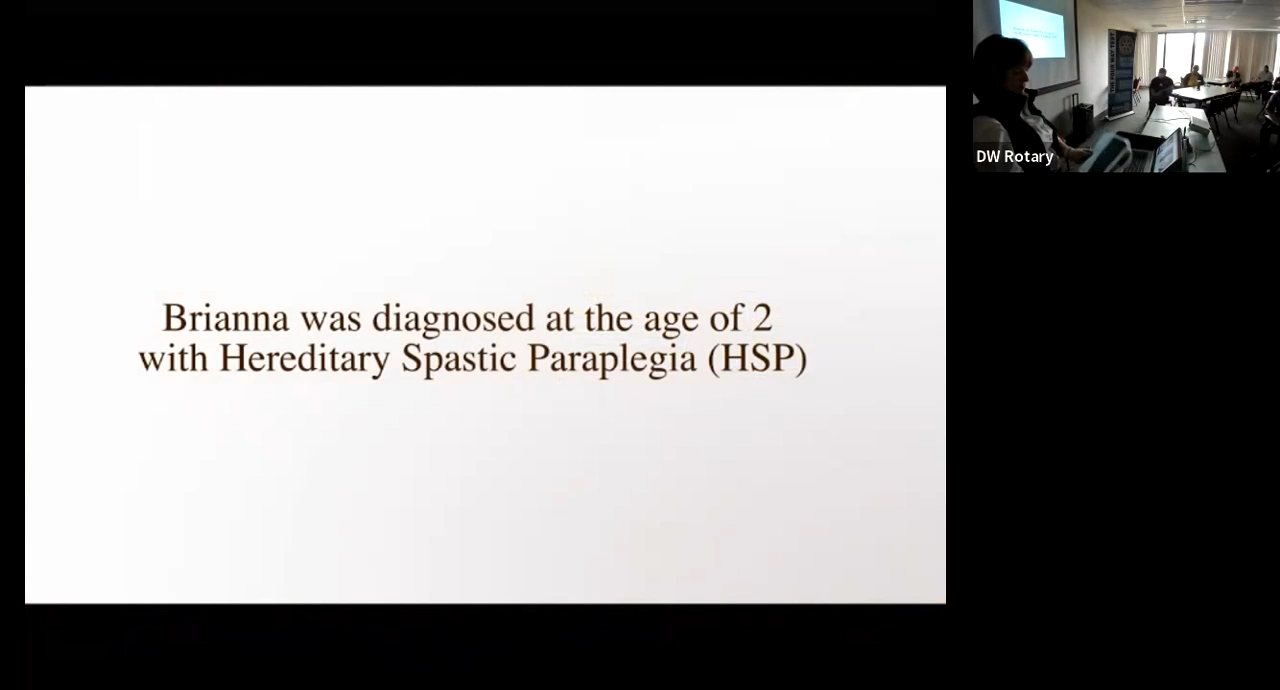 Brianna was diagnosed at the age of 2
with Hereditary Spastic Paraplegia (HSP)
DW Rotary